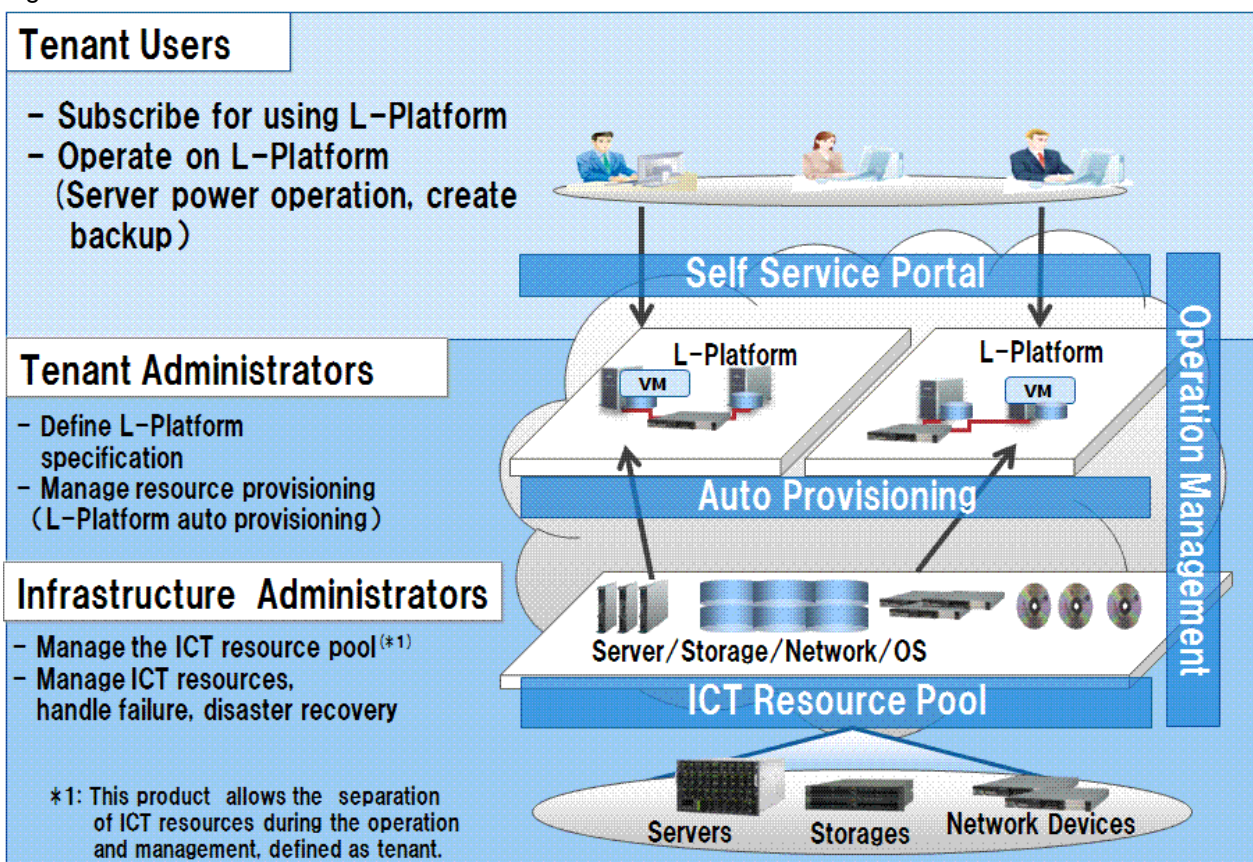 Tenant Users
- Subscribe for using L-Platform
- Operate on L-Platform
(Server power operation, create
backup)
Self Service Portal
Operation Management
L-Platform
VM
L-Platform
VM
Tenant Administrators
- Define L-Platform
specification
- Manage resource provisioning
(L-Platform auto provisioning)
Auto Provisioning
Infrastructure Administrators
- Manage the ICT resource pool(*1)
- Manage ICT resources,
handle failure, disaster recovery
Server/Storage/Network/OS
ICT Resource Pool
*1: This product allows the separation
of ICT resources during the operation
and management, defined as tenant.
Servers
Storages
Network Devices